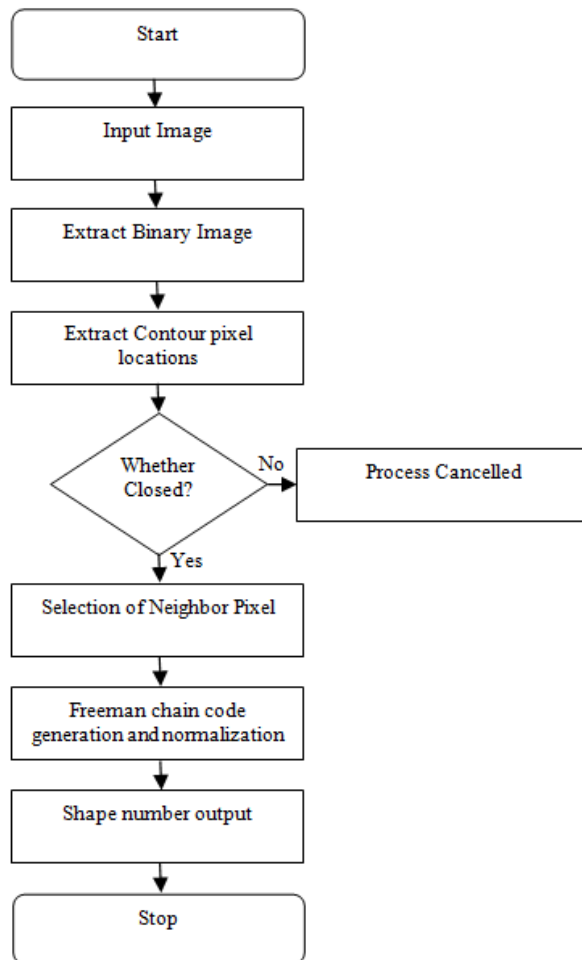 Start
Input Image
Extract Binary Image
Extract Contour pixel
locations
Whether
Closed?
No
Process Cancelled
Yes
Selection of Neighbor Pixel
Freeman chain code
generation and normalization
Shape number output
Stop